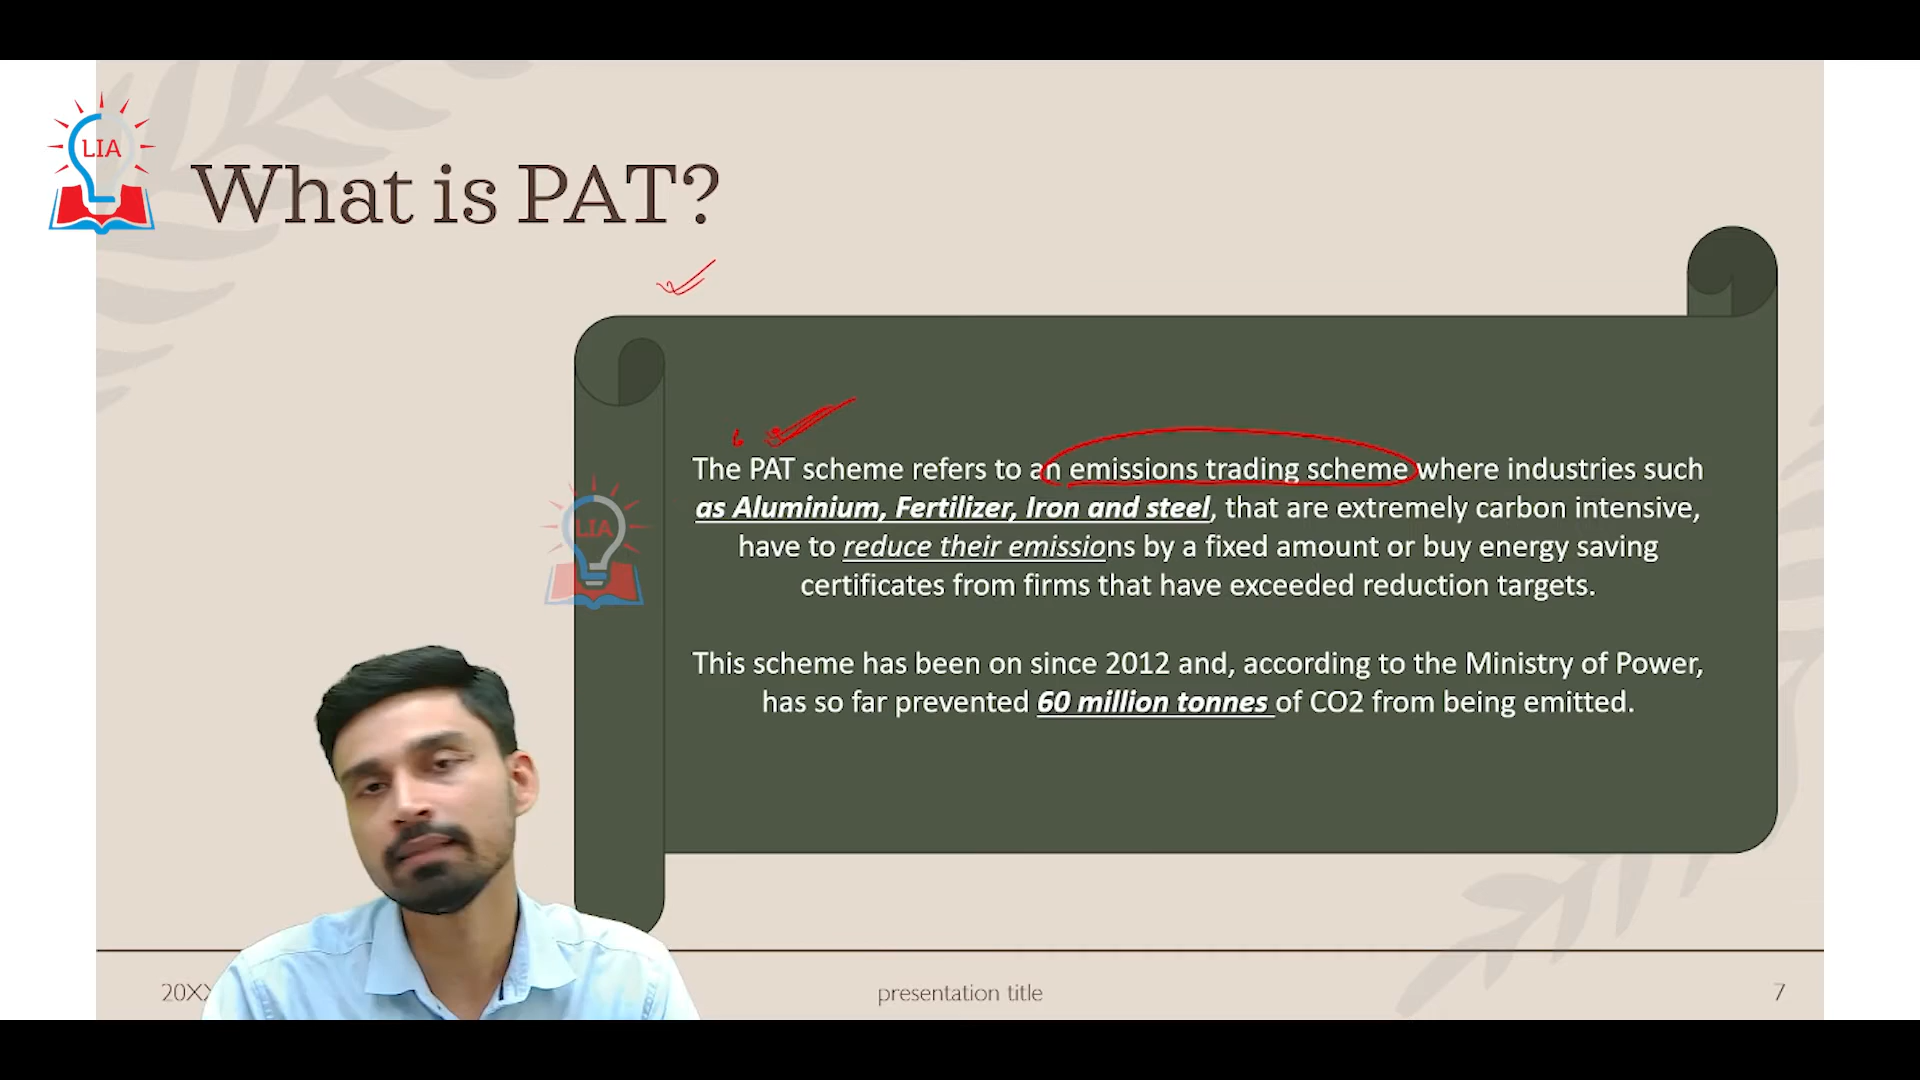 LIA
What is PAT?
The PAT scheme refers to an emissions trading scheme where industries such
as Aluminium, Fertilizer, Iron and steel, that are extremely carbon intensive,
have to reduce their emissions by a fixed amount or buy energy saving
certificates from firms that have exceeded reduction targets.
LIA
This scheme has been on since 2012 and, according to the Ministry of Power,
has so far prevented 60 million tonnes of CO2 from being emitted.
20XX
presentation title
7